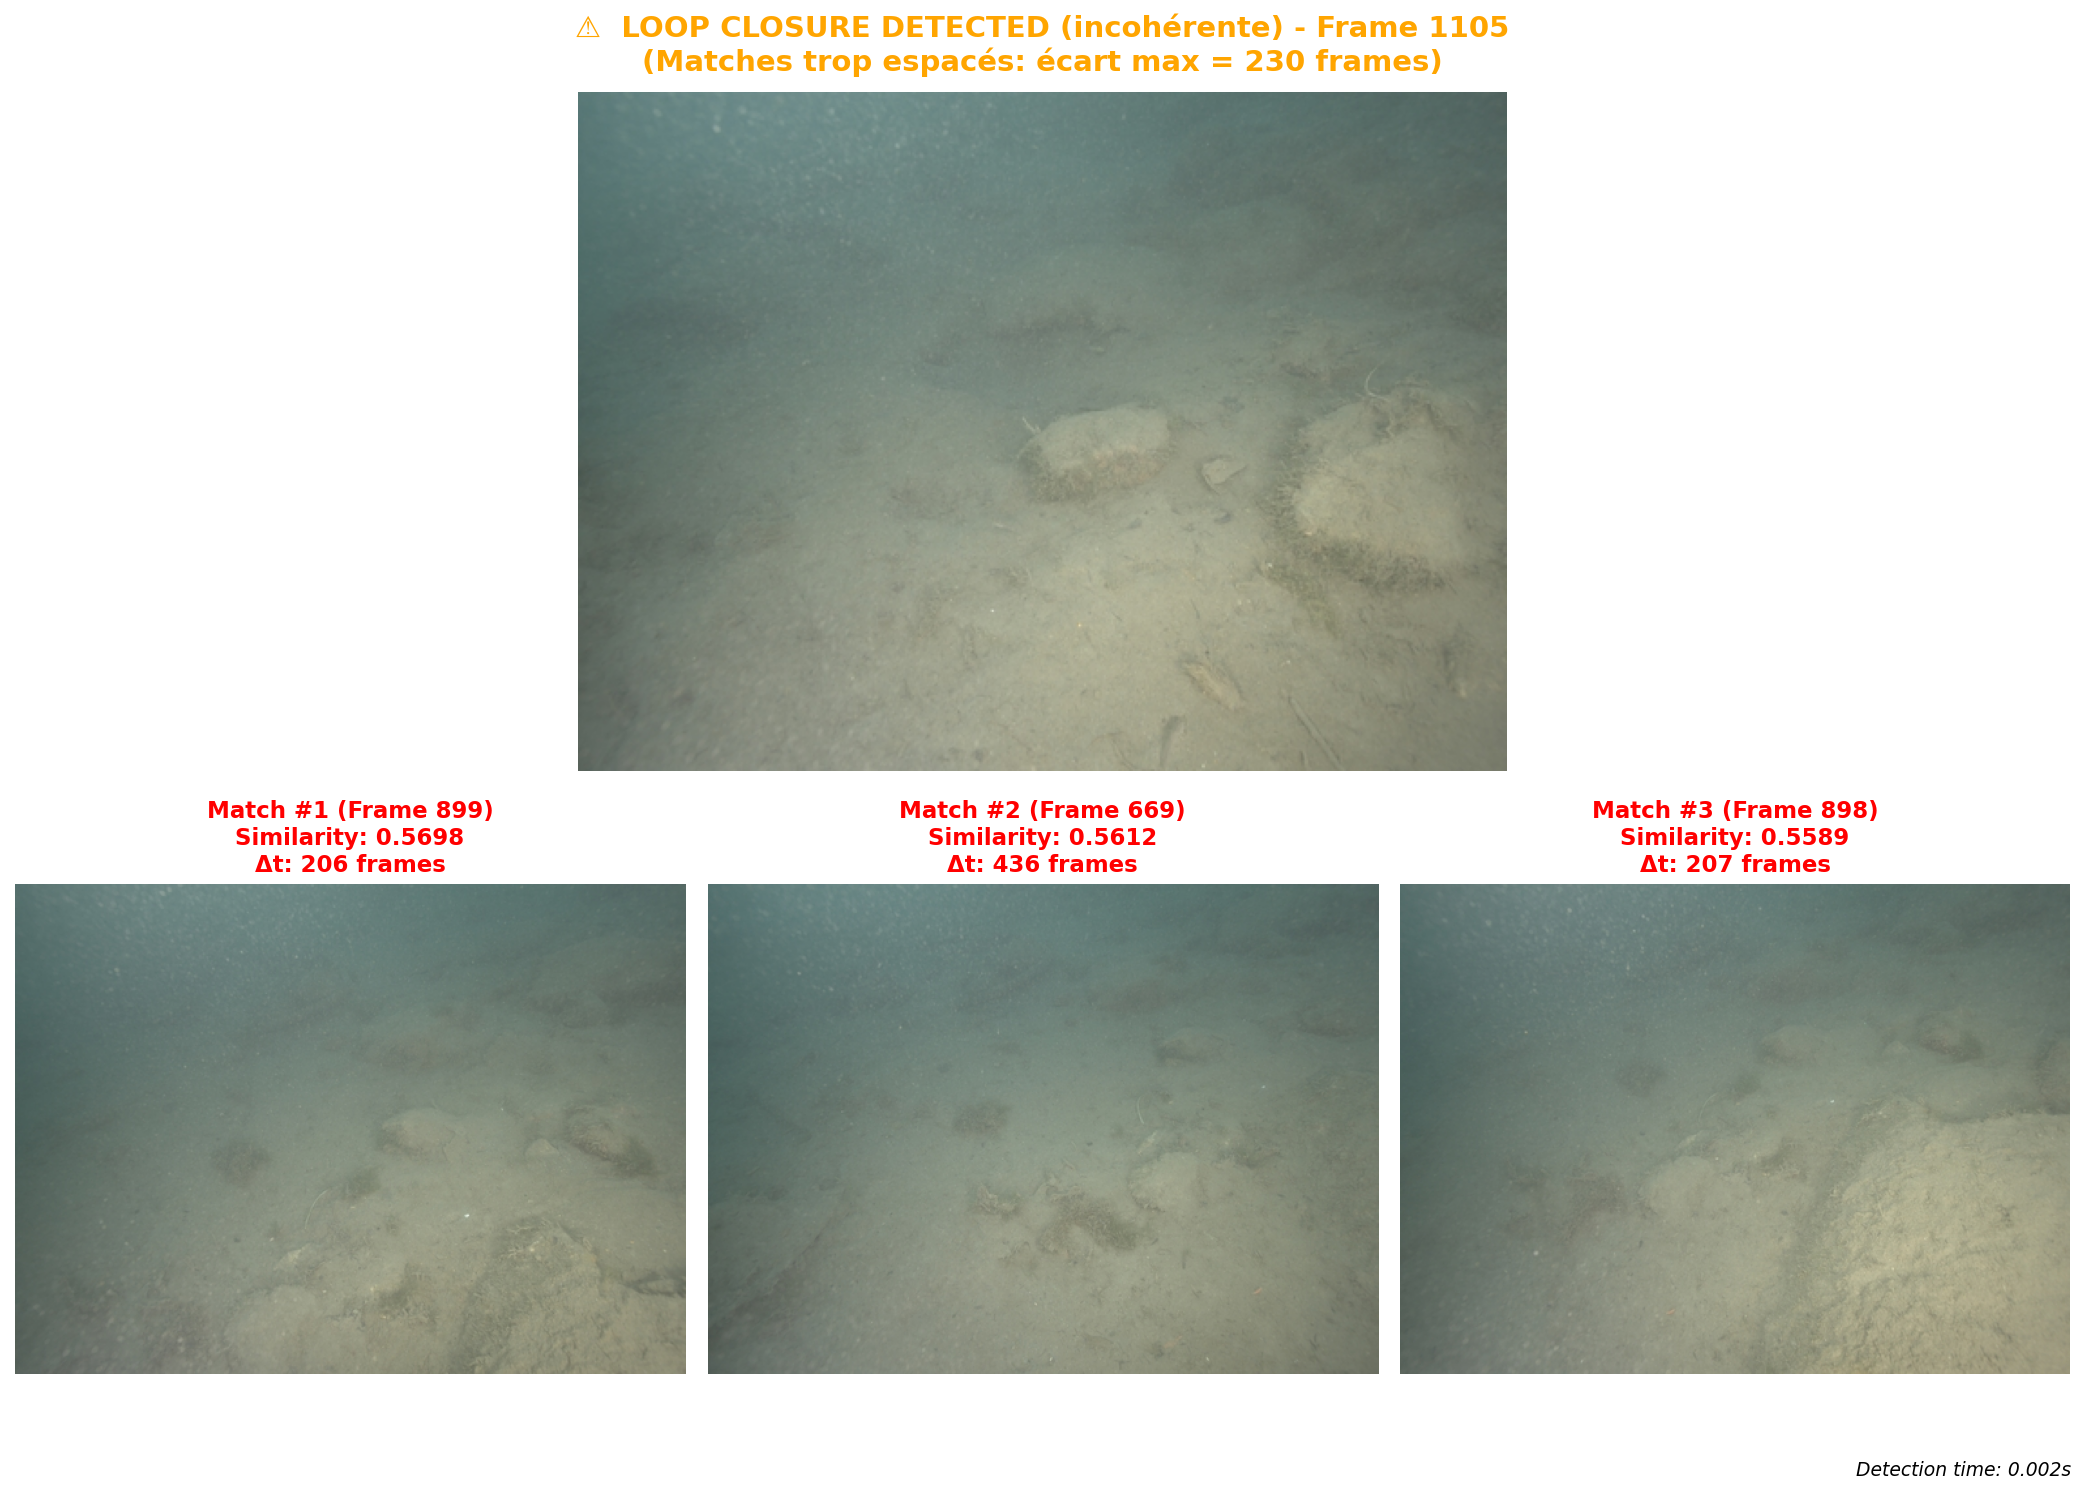 ⚠ LOOP CLOSURE DETECTED (incohérente) - Frame 1105
(Matches trop espacés: écart max = 230 frames)
Match #1 (Frame 899)
Similarity: 0.5698
Δt: 206 frames
Match #2 (Frame 669)
Similarity: 0.5612
Δt: 436 frames
Match #3 (Frame 898)
Similarity: 0.5589
Δt: 207 frames
Detection time: 0.002s